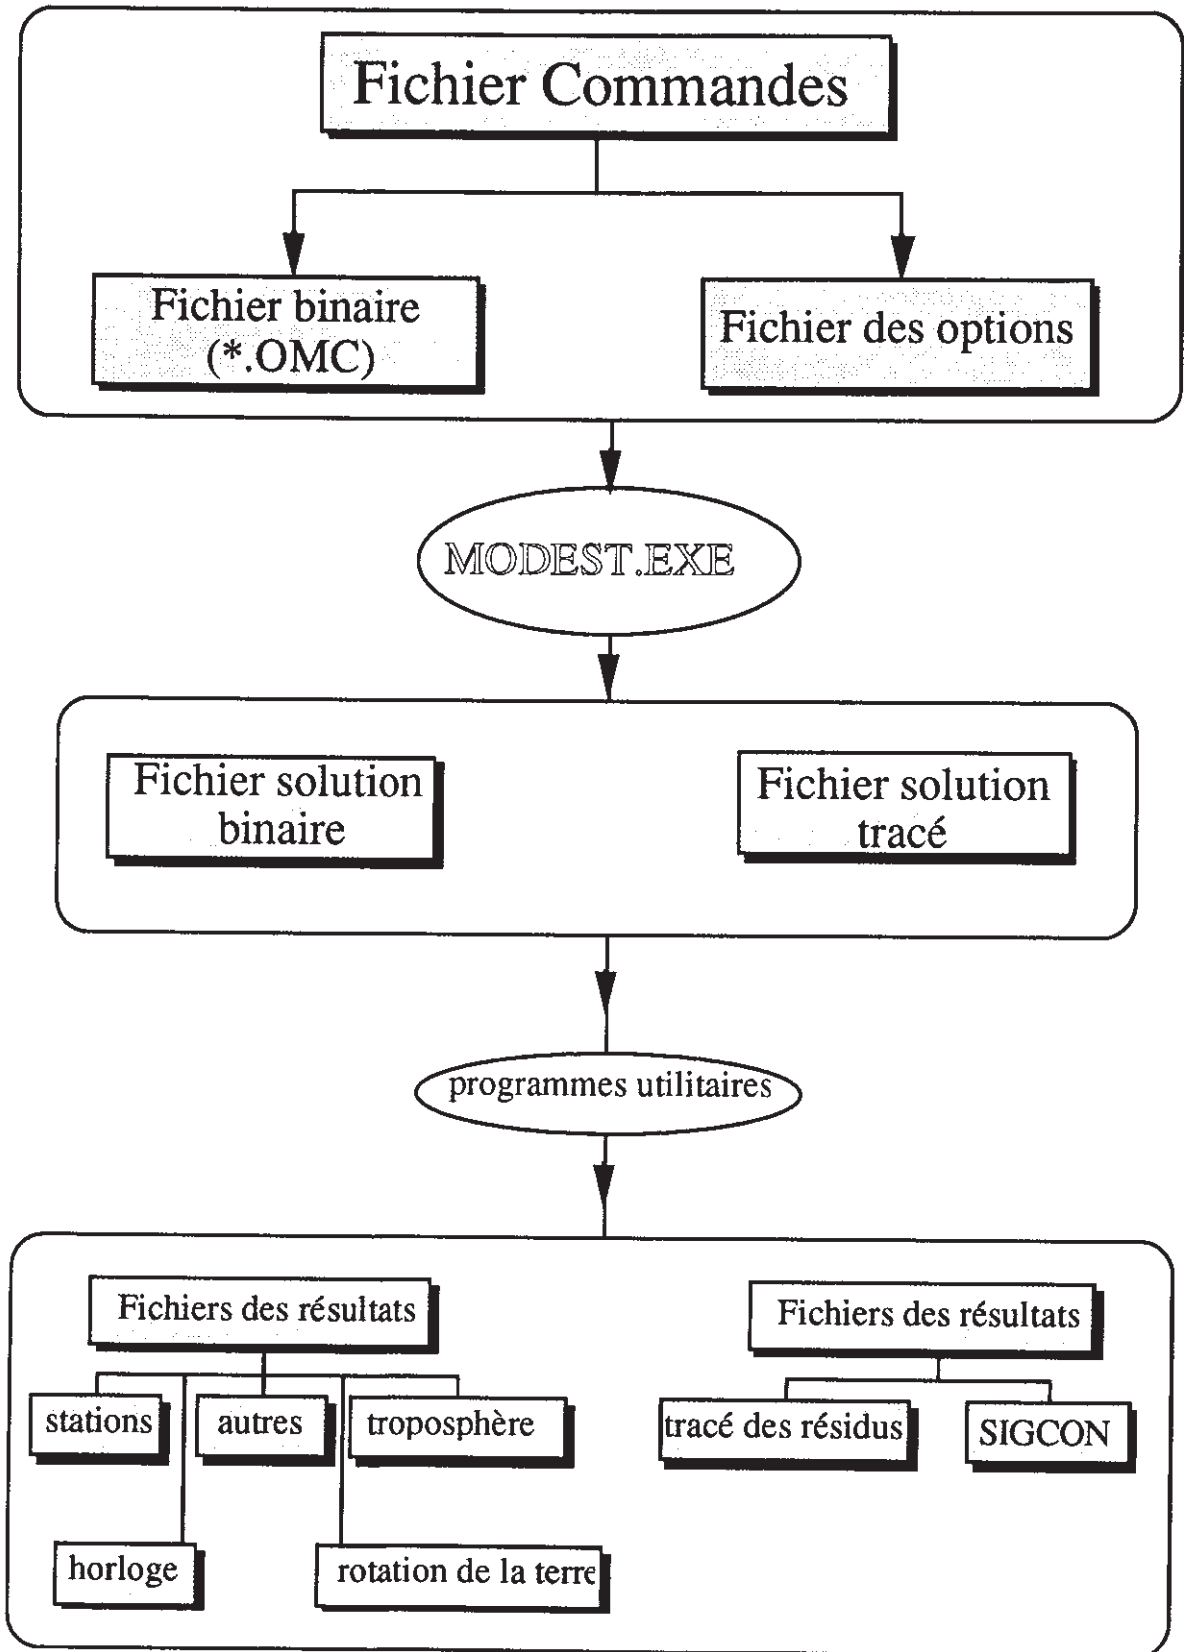 Fichier Commandes
Fichier binaire
(*.OMC)
Fichier des options
MODEST.EXE
Fichier solution
binaire
Fichier solution
tracé
programmes utilitaires
Fichiers des résultats
Fichiers des résultats
stations
autres
troposphère
tracé des résidus
SIGCON
horloge
rotation de la terre